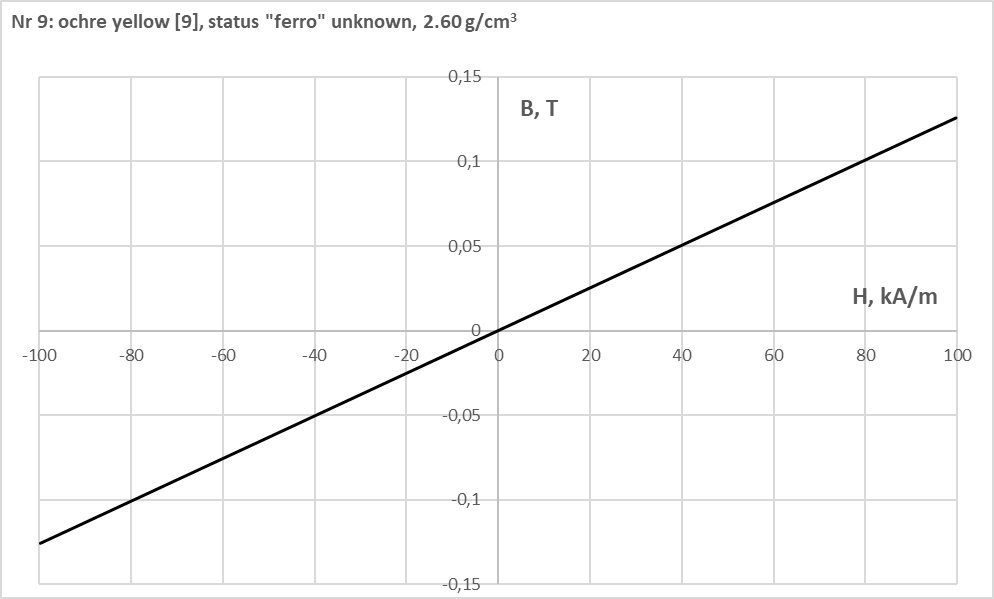 Nr 9: ochre yellow [9], status "ferro" unknown, 2.60 g/cm³
0,15
B, T
0,1
0,05
H, kA/m
0
-100 -80 -60 -40 -20 0 20 40 60 80 100
-0,05
-0,1
-0,15